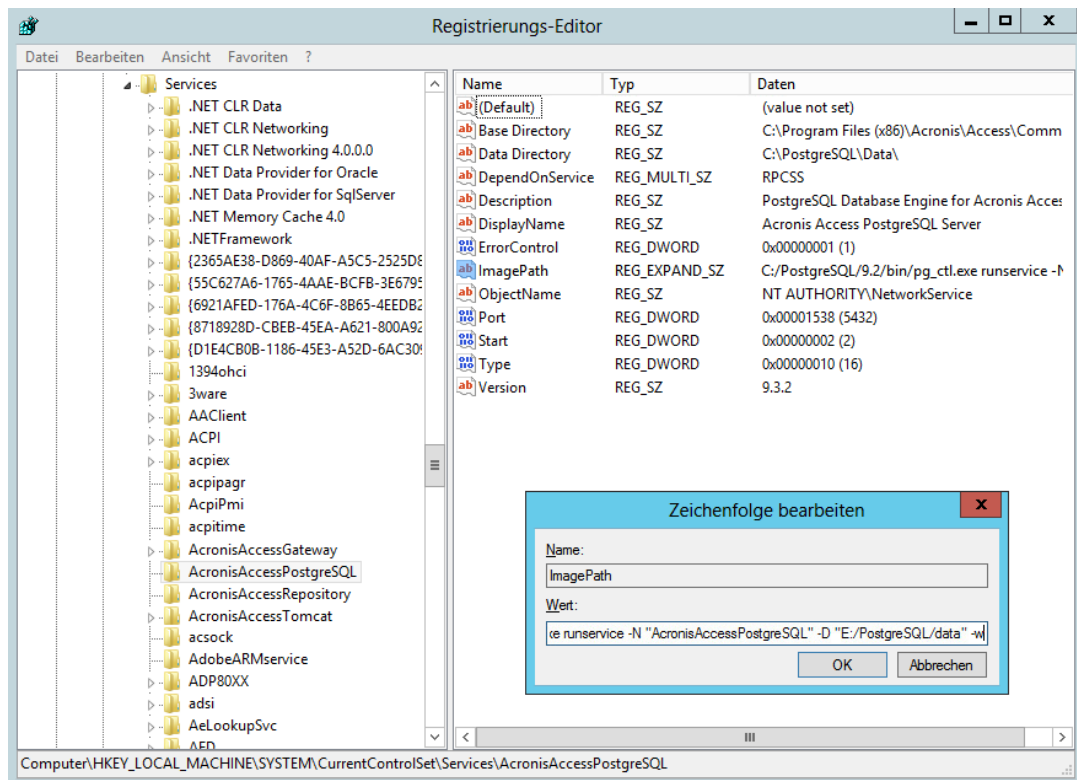 Registrierungs-Editor
Datei Bearbeiten Ansicht Favoriten ?
Services
.NET CLR Data
.NET CLR Networking
.NET CLR Networking 4.0.0.0
.NET Data Provider for Oracle
.NET Data Provider for SqlServer
.NET Memory Cache 4.0
.NETFramework
{2365AE38-D869-40AF-A5C5-2525D8
{55C627A6-1765-4AAE-BCFB-3E6795
{6921AFED-176A-4C6F-8B65-4EEDB2
{8718928D-CBEB-45EA-A621-800A92
{D1E4CB0B-1186-45E3-A52D-6AC309
1394ohci
3ware
AAClient
ACPI
acpiex
acpipagr
AcpiPmi
acpitime
AcronisAccessGateway
AcronisAccessPostgreSQL
AcronisAccessRepository
AcronisAccessTomcat
acsock
AdobeARMservice
ADP80XX
adsi
AeLookupSvc
AFD
Name Typ Daten
(Default) REG_SZ (value not set)
Base Directory REG_SZ C:\Program Files (x86)\Acronis\Access\Comm
Data Directory REG_SZ C:\PostgreSQL\Data\
DependOnService REG_MULTI_SZ RPCSS
Description REG_SZ PostgreSQL Database Engine for Acronis Acces
DisplayName REG_SZ Acronis Access PostgreSQL Server
ErrorControl REG_DWORD 0x00000001 (1)
ImagePath REG_EXPAND_SZ C:/PostgreSQL/9.2/bin/pg_ctl.exe runservice -N
ObjectName REG_SZ NT AUTHORITY\NetworkService
Port REG_DWORD 0x00001538 (5432)
Start REG_DWORD 0x00000002 (2)
Type REG_DWORD 0x00000010 (16)
Version REG_SZ 9.3.2
Zeichenfolge bearbeiten
Name:
ImagePath
Wert:
xe runservice -N "AcronisAccessPostgreSQL" -D "E:/PostgreSQL/data" -w
OK Abbrechen
Computer\HKEY_LOCAL_MACHINE\SYSTEM\CurrentControlSet\Services\AcronisAccessPostgreSQL